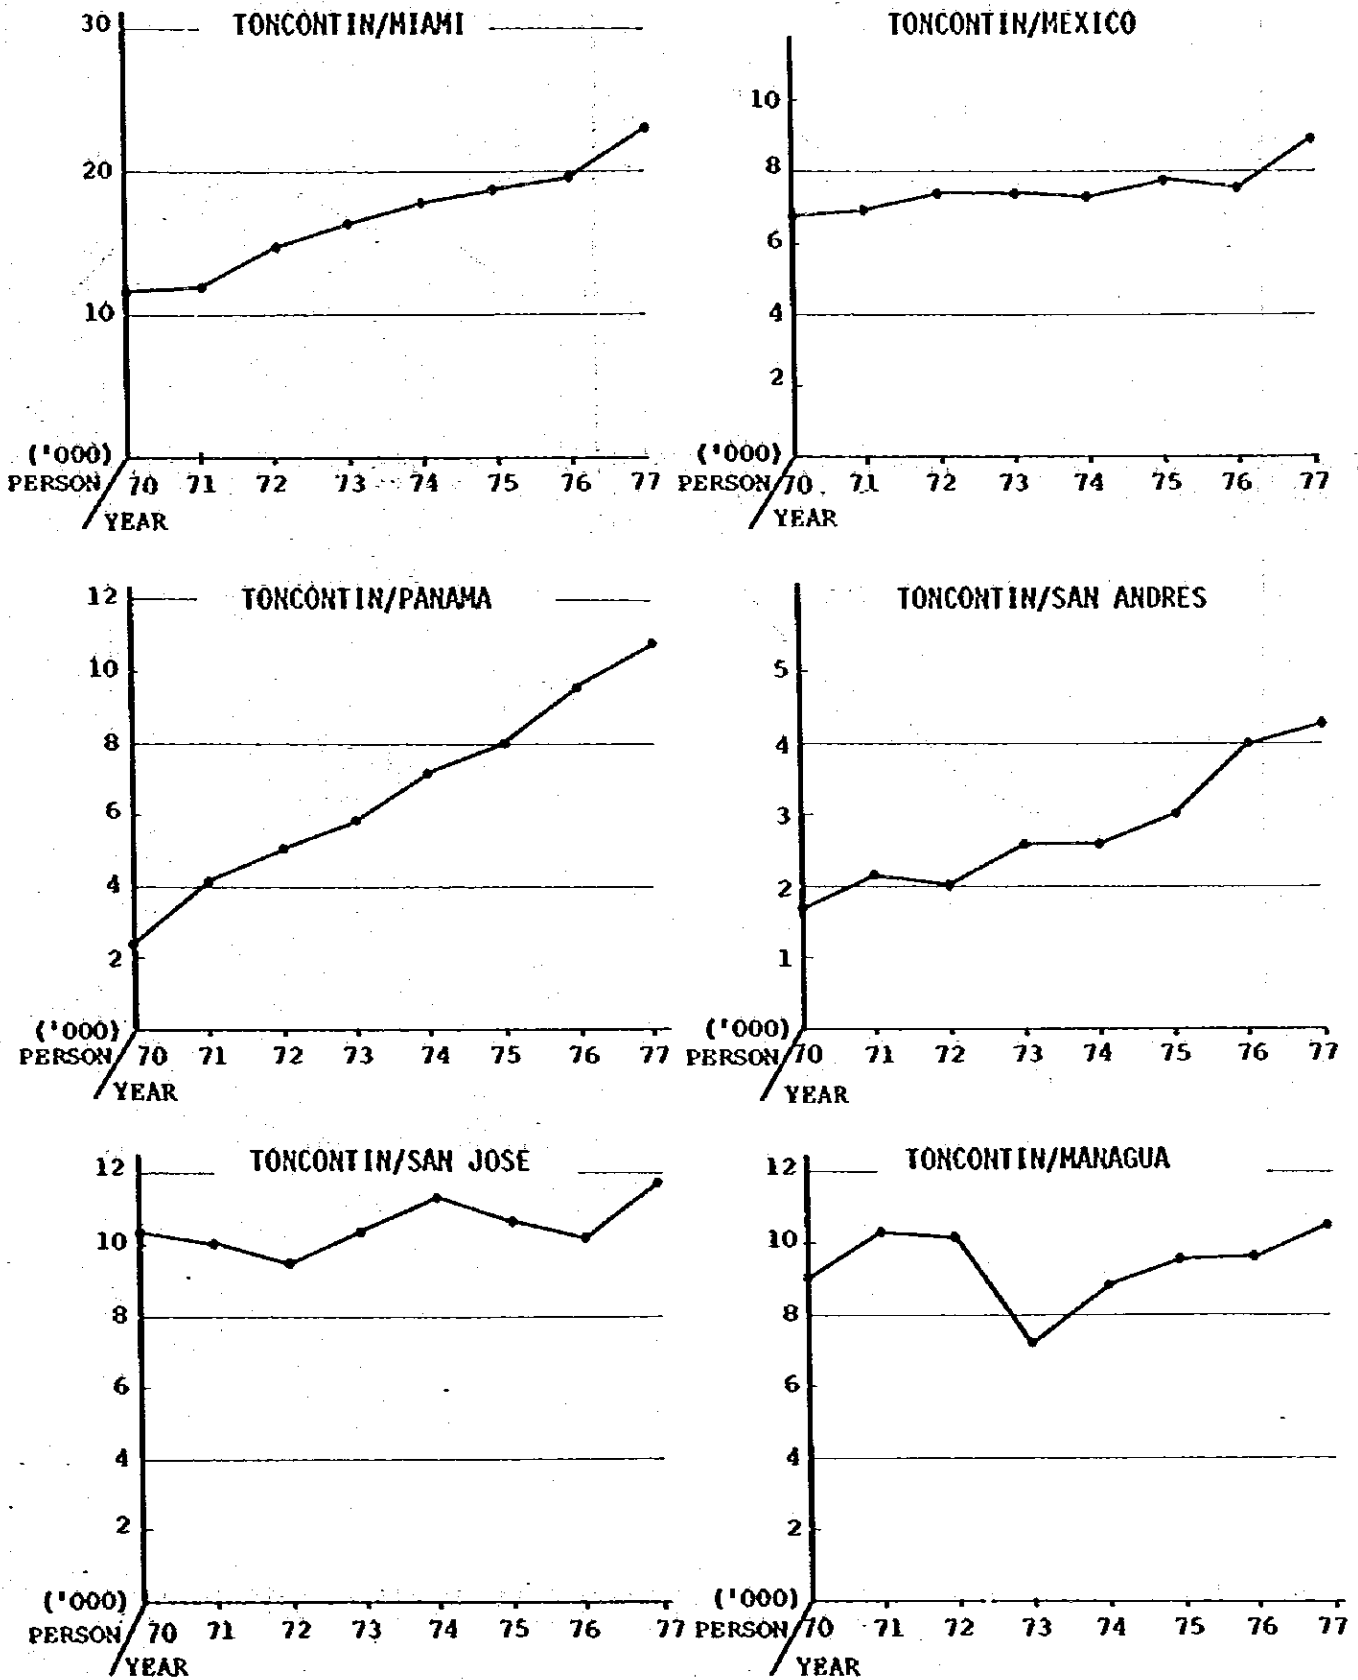 TONCONTIN/MIAMI
30
20
10
('000)
PERSON / YEAR
70 71 72 73 74 75 76 77
TONCONTIN/MEXICO
10
8
6
4
2
('000)
PERSON / YEAR
70 71 72 73 74 75 76 77
TONCONTIN/PANAMA
12
10
8
6
4
2
('000)
PERSON / YEAR
70 71 72 73 74 75 76 77
TONCONTIN/SAN ANDRES
5
4
3
2
1
('000)
PERSON / YEAR
70 71 72 73 74 75 76 77
TONCONTIN/SAN JOSE
12
10
8
6
4
2
('000)
PERSON / YEAR
70 71 72 73 74 75 76 77
TONCONTIN/MANAGUA
12
10
8
6
4
2
('000)
PERSON / YEAR
70 71 72 73 74 75 76 77